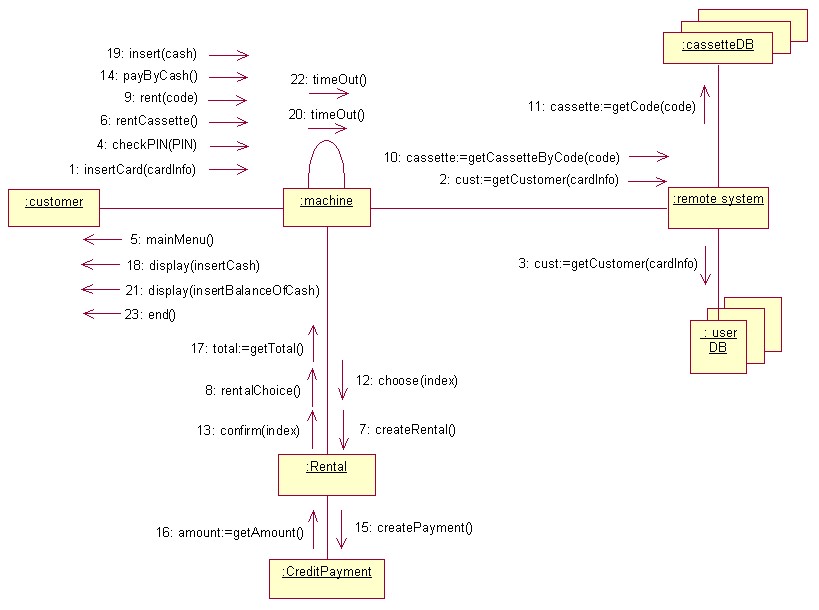 :cassetteDB
19: insert(cash)
14: payByCash()
9: rent(code)
6: rentCassette()
4: checkPIN(PIN)
1: insertCard(cardInfo)
22: timeOut()
20: timeOut()
11: cassette:=getCode(code)
10: cassette:=getCassetteByCode(code)
2: cust:=getCustomer(cardInfo)
:customer
:machine
:remote system
5: mainMenu()
18: display(insertCash)
21: display(insertBalanceOfCash)
23: end()
3: cust:=getCustomer(cardInfo)
: user
DB
17: total:=getTotal()
8: rentalChoice()
13: confirm(index)
12: choose(index)
7: createRental()
:Rental
16: amount:=getAmount()
15: createPayment()
:CreditPayment